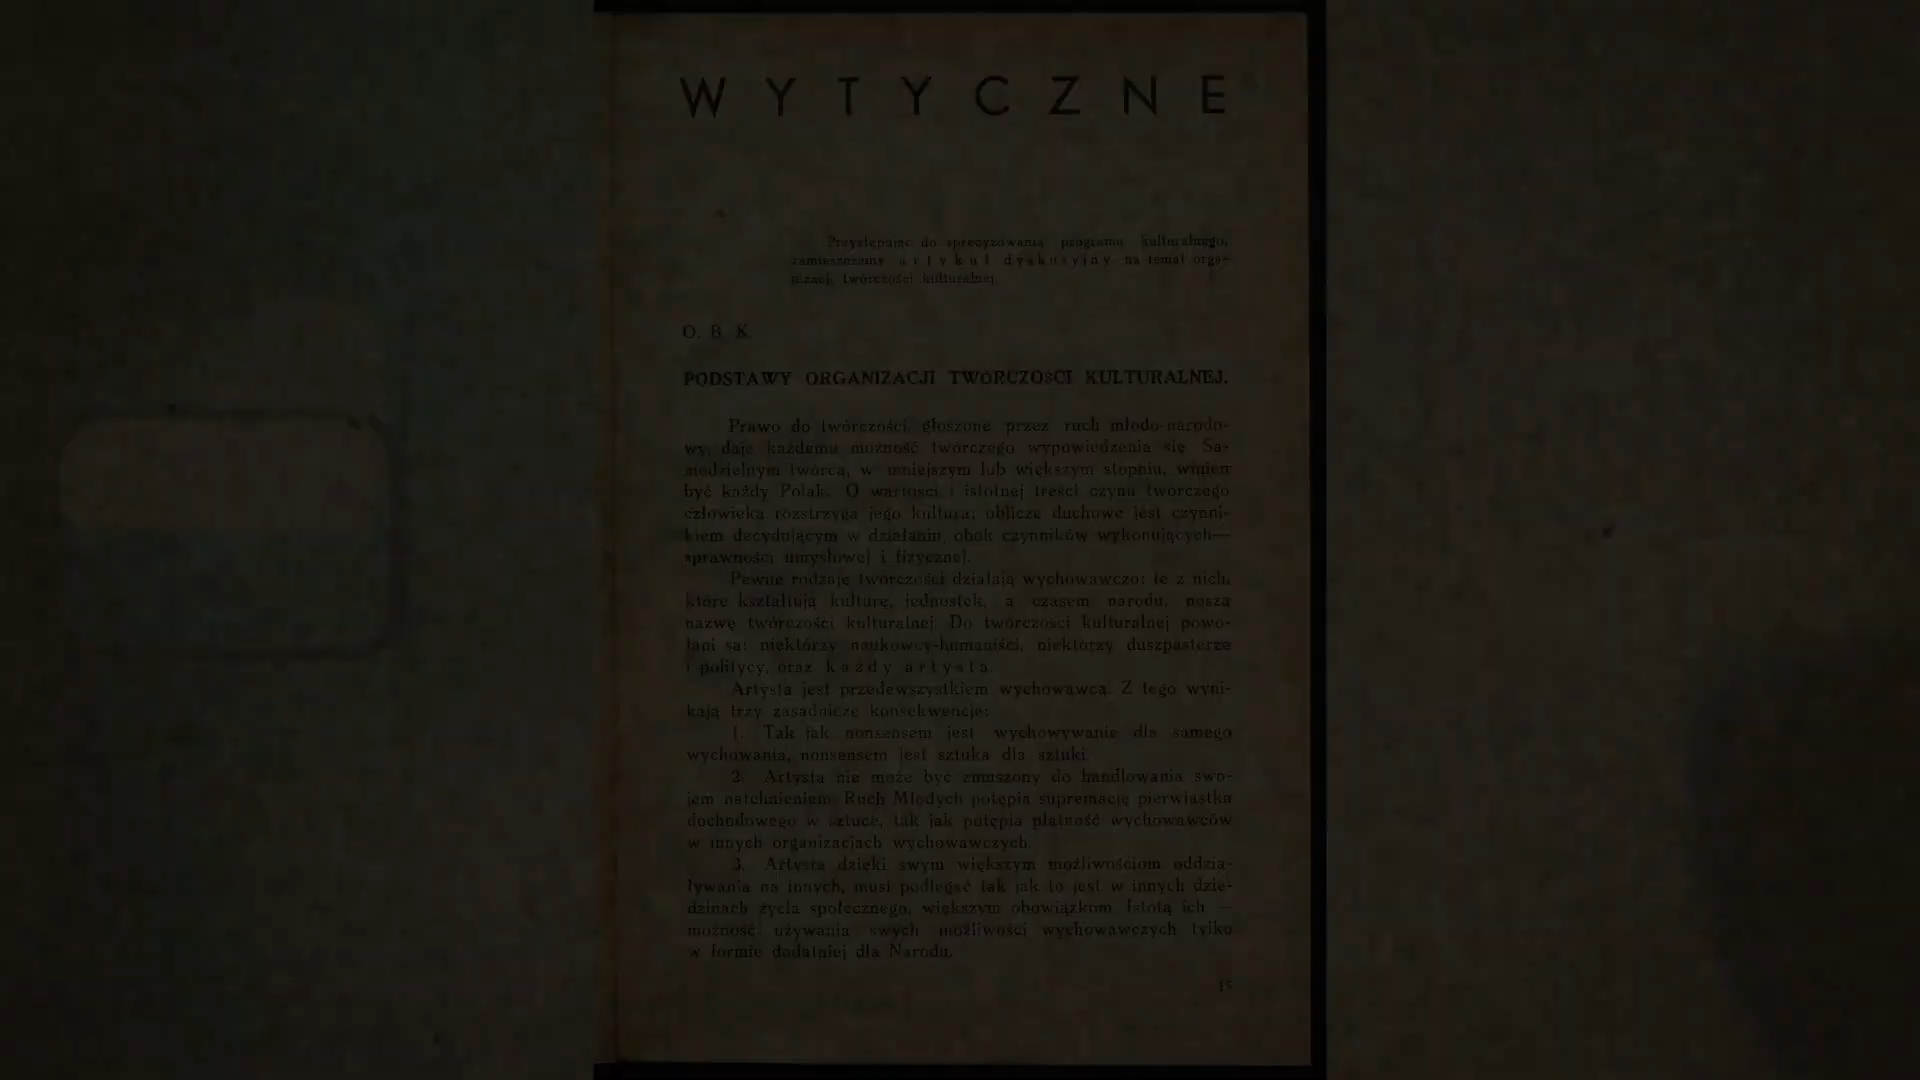 WYTYCZNE
Przystępując do sprecyzowania programu kulturalnego,
zamieszczamy artykuł dyskusyjny na temat orga-
nizacji twórczości kulturalnej.
O. B. K.
PODSTAWY ORGANIZACJI TWÓRCZOŚCI KULTURALNEJ.
Prawo do twórczości, głoszone przez ruch młodo-narodo-
wy, daje każdemu możność twórczego wypowiedzenia się. Sa-
modzielnym twórcą, w mniejszym lub większym stopniu, winien
być każdy Polak. O wartości i istotnej treści czynu twórczego
człowieka rozstrzyga jego kultura; oblicze duchowe jest czynni-
kiem decydującym w działaniu, obok czynników wykonujących—
sprawności umysłowej i fizycznej.
Pewne rodzaje twórczości działają wychowawczo: te z nich,
które kształtują kulturę, jednostek, a czasem narodu, noszą
nazwę twórczości kulturalnej. Do twórczości kulturalnej powo-
łani są: niektórzy naukowcy-humaniści, niektórzy duszpasterze
i politycy, oraz każdy artysta.
Artysta jest przedewszystkiem wychowawcą. Z tego wyni-
kają trzy zasadnicze konsekwencje:
1. Tak jak nonsensem jest wychowywanie dla samego
wychowania, nonsensem jest sztuka dla sztuki.
2. Artysta nie może być zmuszony do handlowania swo-
jem natchnieniem. Ruch Młodych potępia supremację pierwiastka
dochodowego w sztuce, tak jak potępia płatność wychowawców
w innych organizacjach wychowawczych.
3. Artysta dzięki swym większym możliwościom oddzia-
ływania na innych, musi podlegać tak jak to jest w innych dzie-
dzinach życia społecznego, większym obowiązkom. Istotą ich —
możność używania swych możliwości wychowawczych tylko
w formie dodatniej dla Narodu.
15